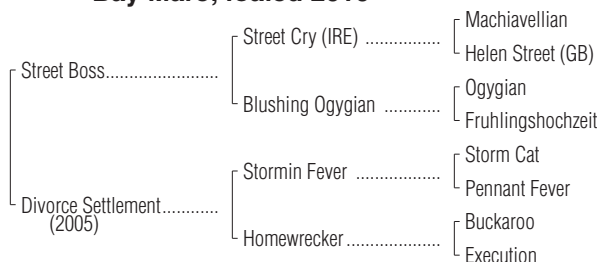 Bay Mare, foaled
Machiavellian
Street Cry (IRE) ................
Helen Street (GB)
Street Boss........................
Ogygian
Blushing Ogygian ............
Fruhlingshochzeit
Storm Cat
Stormin Fever ..................
Pennant Fever
Divorce Settlement............
(2005)
Buckaroo
Homewrecker ....................
Execution